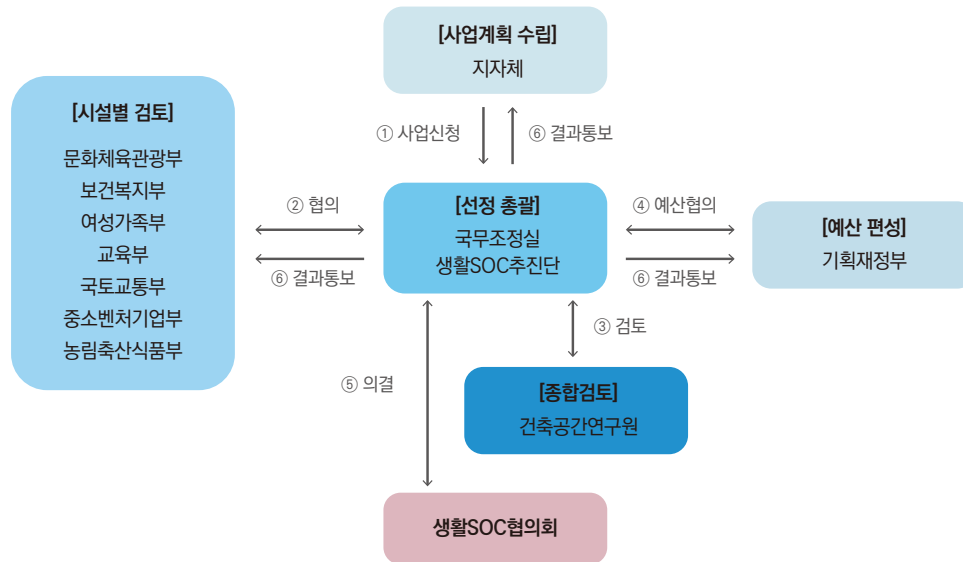 [사업계획 수립]
지자체
① 사업신청
⑥ 결과통보
[시설별 검토]
문화체육관광부
보건복지부
여성가족부
교육부
국토교통부
중소벤처기업부
농림축산식품부
② 협의
⑥ 결과통보
[선정 총괄]
국무조정실
생활SOC추진단
④ 예산협의
⑥ 결과통보
[예산 편성]
기획재정부
③ 검토
[종합검토]
건축공간연구원
⑤ 의결
생활SOC협의회